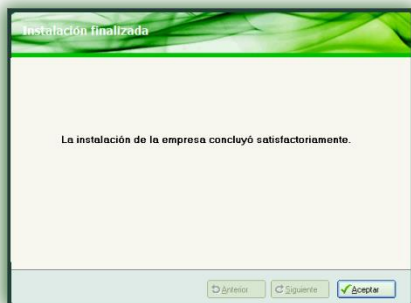 Instalación finalizada
La instalación de la empresa concluyó satisfactoriamente.
Anterior
Siguiente
Aceptar